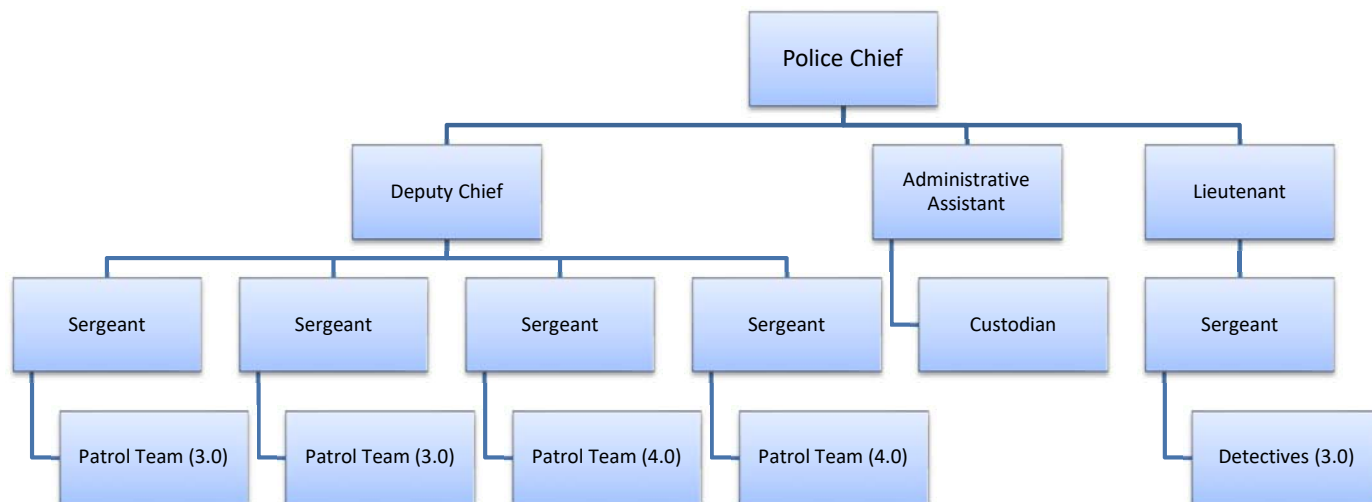 Police Chief
Deputy Chief
Administrative
Assistant
Lieutenant
Sergeant
Sergeant
Sergeant
Sergeant
Custodian
Sergeant
Patrol Team (3.0)
Patrol Team (3.0)
Patrol Team (4.0)
Patrol Team (4.0)
Detectives (3.0)